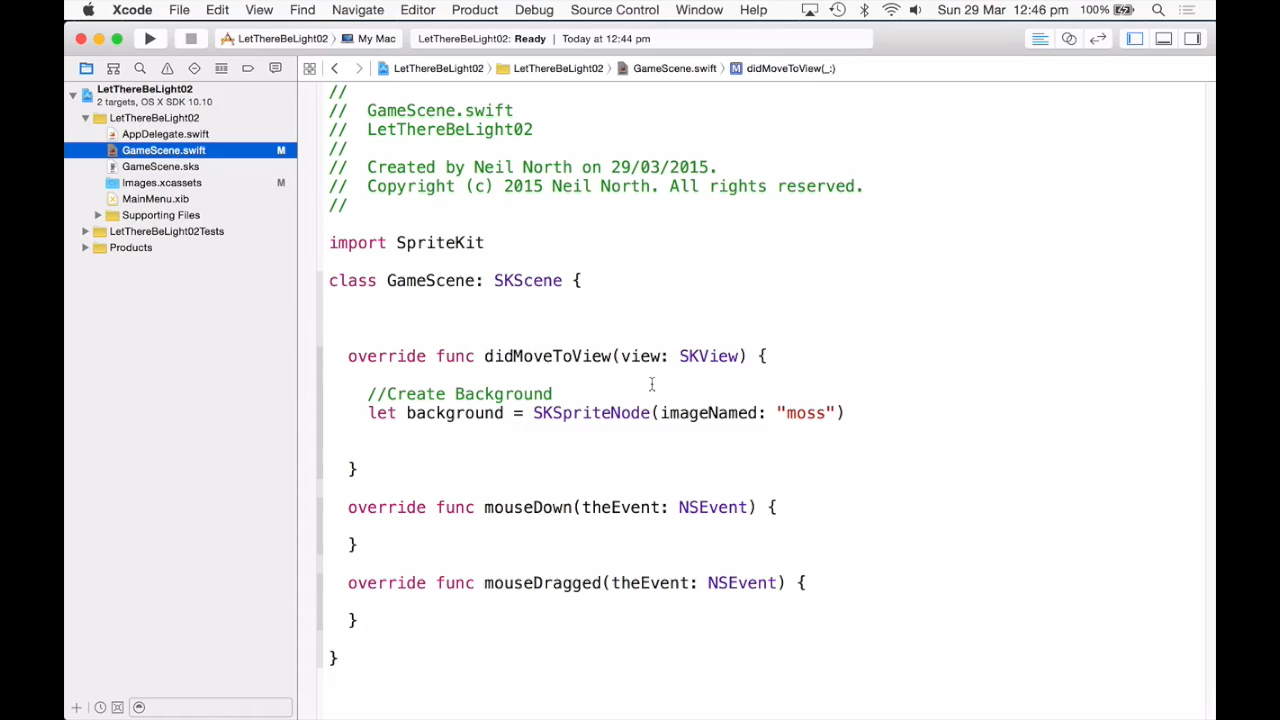 Xcode File Edit View Find Navigate Editor Product Debug Source Control Window Help Sun 29 Mar 12:46 pm 100%
LetThereBeLight02 My Mac LetThereBeLight02: Ready Today at 12:44 pm
LetThereBeLight02 LetThereBeLight02 GameScene.swift M didMoveToView(_:)
LetThereBeLight02
2 targets, OS X SDK 10.10
LetThereBeLight02
AppDelegate.swift
GameScene.swift M
GameScene.sks
Images.xcassets M
MainMenu.xib
Supporting Files
LetThereBeLight02Tests
Products
//
// GameScene.swift
// LetThereBeLight02
//
// Created by Neil North on 29/03/2015.
// Copyright (c) 2015 Neil North. All rights reserved.
//
import SpriteKit
class GameScene: SKScene {
override func didMoveToView(view: SKView) {
//Create Background
let background = SKSpriteNode(imageNamed: "moss")
}
override func mouseDown(theEvent: NSEvent) {
}
override func mouseDragged(theEvent: NSEvent) {
}
}